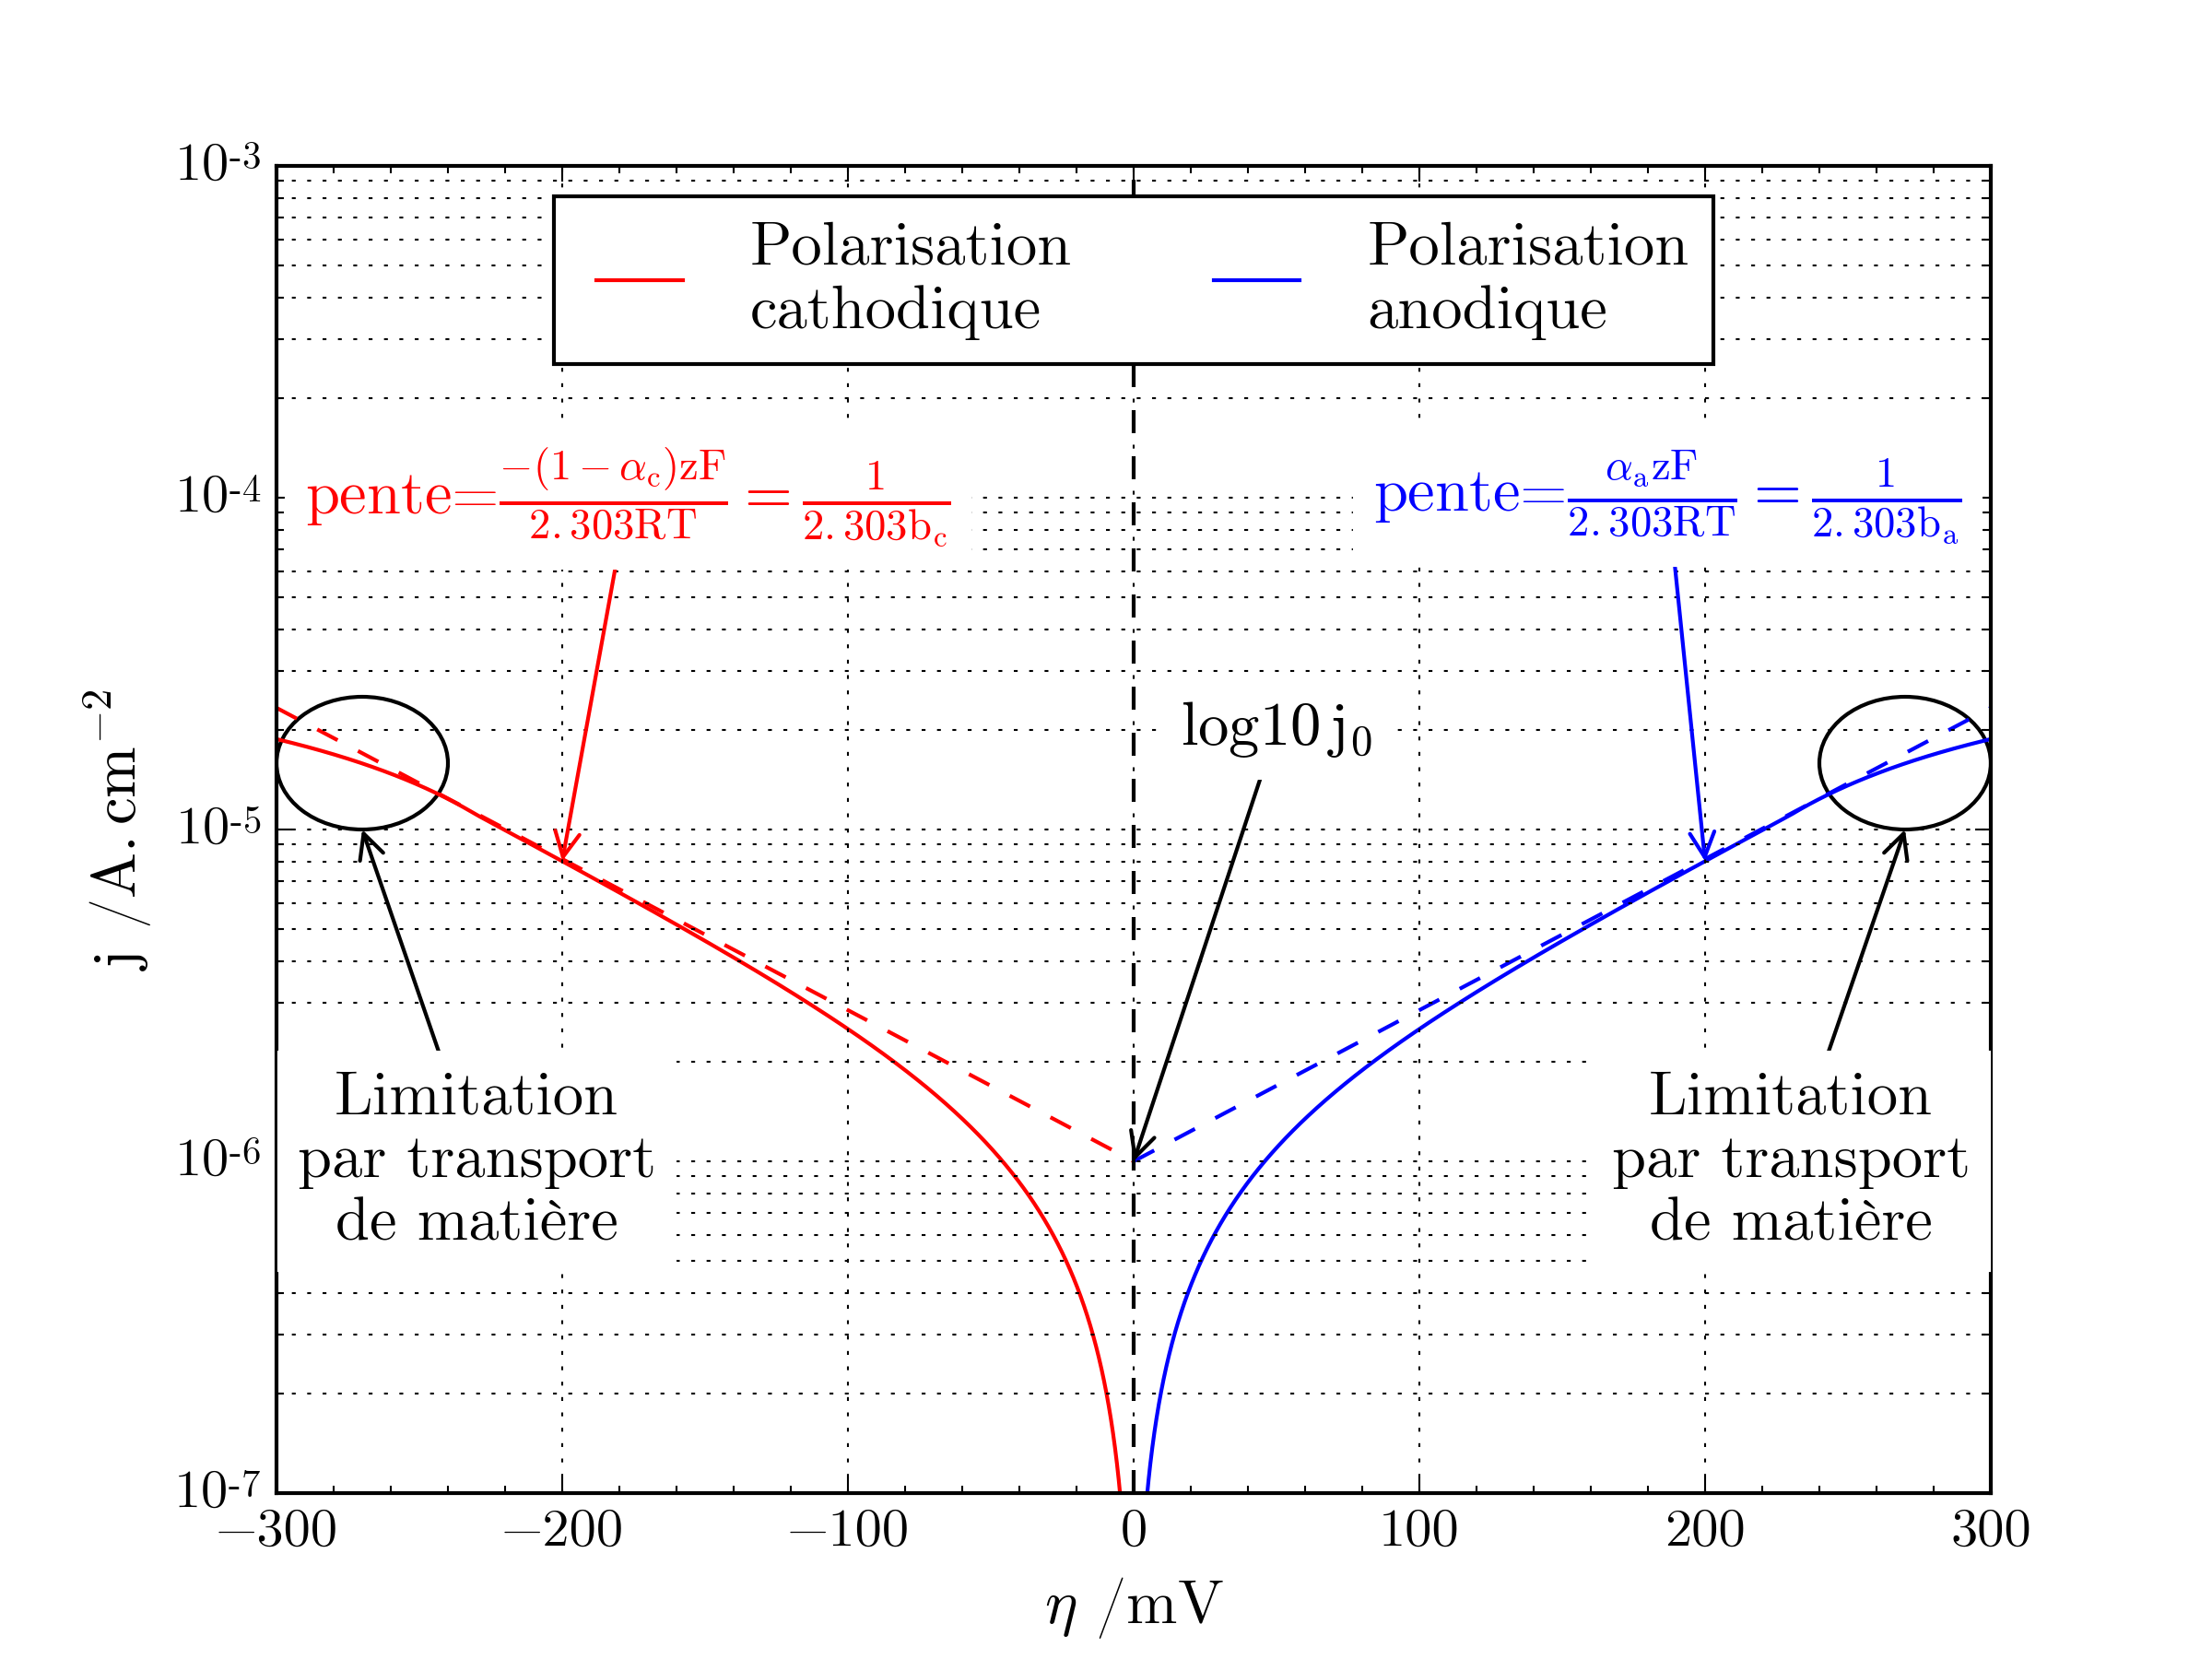 Polarisation
cathodique
Polarisation
anodique
pente=−(1 − αc)zF/2.303RT = 1/2.303bc
pente=αazF/2.303RT = 1/2.303ba
log10 j0
Limitation
par transport
de matière
Limitation
par transport
de matière
10-3
10-4
10-5
10-6
10-7
j / A.cm−2
−300 −200 −100 0 100 200 300
η /mV